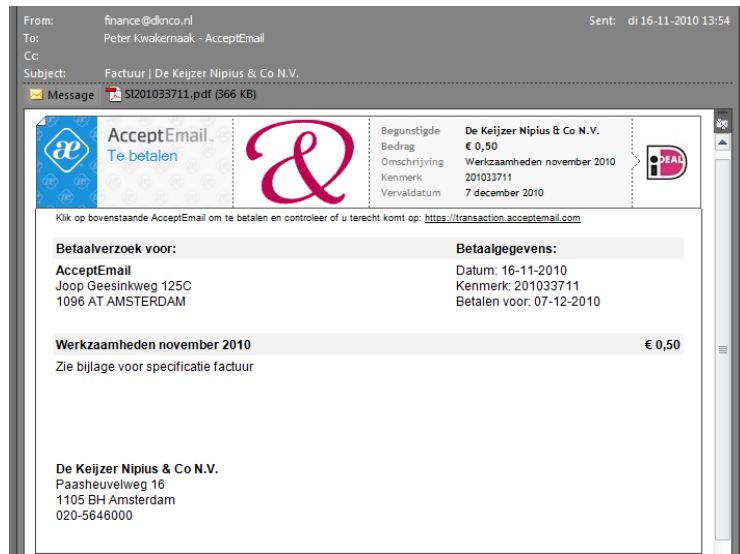 From: finance@dknco.nl Sent: di 16-11-2010 13:54
To: Peter Kwakernaak - AcceptEmail
Cc:
Subject: Factuur | De Keijzer Nipius & Co N.V.
Message SI201033711.pdf (366 KB)
æ AcceptEmail
Te betalen
&
Begunstigde De Keijzer Nipius & Co N.V.
Bedrag € 0,50
Omschrijving Werkzaamheden november 2010
Kenmerk 201033711
Vervaldatum 7 december 2010
iDEAL
Klik op bovenstaande AcceptEmail om te betalen en controleer of u terecht komt op: https://transaction.acceptemail.com
Betaalverzoek voor: Betaalgegevens:
AcceptEmail Datum: 16-11-2010
Joop Geesinkweg 125C Kenmerk: 201033711
1096 AT AMSTERDAM Betalen voor: 07-12-2010
Werkzaamheden november 2010 € 0,50
Zie bijlage voor specificatie factuur
De Keijzer Nipius & Co N.V.
Paasheuvelweg 16
1105 BH Amsterdam
020-5646000